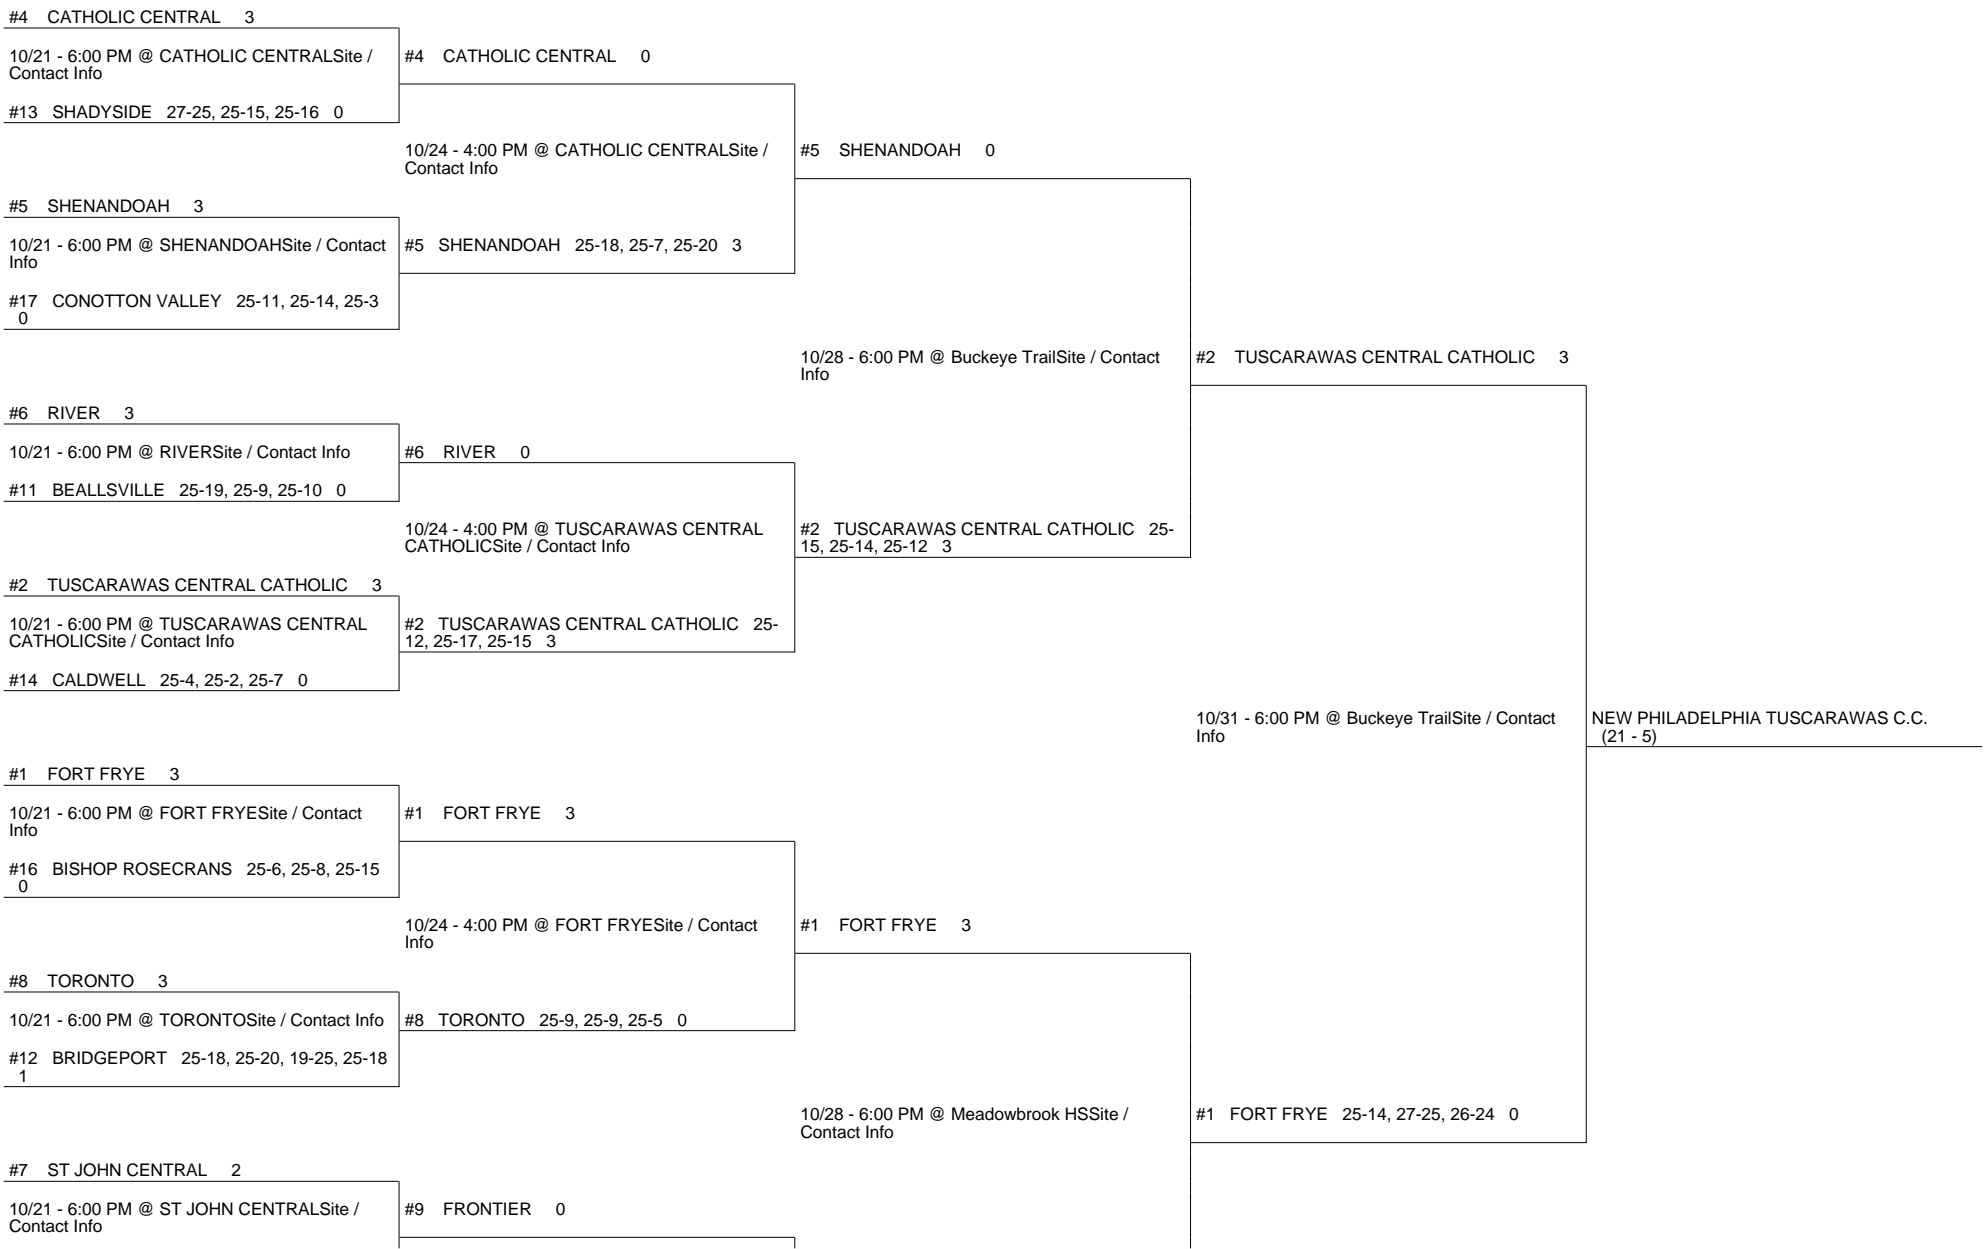 #4 CATHOLIC CENTRAL 3
10/21 - 6:00 PM @ CATHOLIC CENTRALSite /
Contact Info
#13 SHADYSIDE 27-25, 25-15, 25-16 0
#5 SHENANDOAH 3
10/21 - 6:00 PM @ SHENANDOAHSite / Contact
Info
#17 CONOTTON VALLEY 25-11, 25-14, 25-3
0
#6 RIVER 3
10/21 - 6:00 PM @ RIVERSite / Contact Info
#11 BEALLSVILLE 25-19, 25-9, 25-10 0
#2 TUSCARAWAS CENTRAL CATHOLIC 3
10/21 - 6:00 PM @ TUSCARAWAS CENTRAL
CATHOLICSite / Contact Info
#14 CALDWELL 25-4, 25-2, 25-7 0
#1 FORT FRYE 3
10/21 - 6:00 PM @ FORT FRYESite / Contact
Info
#16 BISHOP ROSECRANS 25-6, 25-8, 25-15
0
#8 TORONTO 3
10/21 - 6:00 PM @ TORONTOSite / Contact Info
#12 BRIDGEPORT 25-18, 25-20, 19-25, 25-18
1
#7 ST JOHN CENTRAL 2
10/21 - 6:00 PM @ ST JOHN CENTRALSite /
Contact Info
#4 CATHOLIC CENTRAL 0
10/24 - 4:00 PM @ CATHOLIC CENTRALSite /
Contact Info
#5 SHENANDOAH 25-18, 25-7, 25-20 3
#6 RIVER 0
10/24 - 4:00 PM @ TUSCARAWAS CENTRAL
CATHOLICSite / Contact Info
#2 TUSCARAWAS CENTRAL CATHOLIC 25-
12, 25-17, 25-15 3
#1 FORT FRYE 3
10/24 - 4:00 PM @ FORT FRYESite / Contact
Info
#8 TORONTO 25-9, 25-9, 25-5 0
#9 FRONTIER 0
#5 SHENANDOAH 0
10/28 - 6:00 PM @ Buckeye TrailSite / Contact
Info
#2 TUSCARAWAS CENTRAL CATHOLIC 25-
15, 25-14, 25-12 3
#1 FORT FRYE 3
10/28 - 6:00 PM @ Meadowbrook HSSite /
Contact Info
#2 TUSCARAWAS CENTRAL CATHOLIC 3
10/31 - 6:00 PM @ Buckeye TrailSite / Contact
Info
#1 FORT FRYE 25-14, 27-25, 26-24 0
NEW PHILADELPHIA TUSCARAWAS C.C.
(21 - 5)